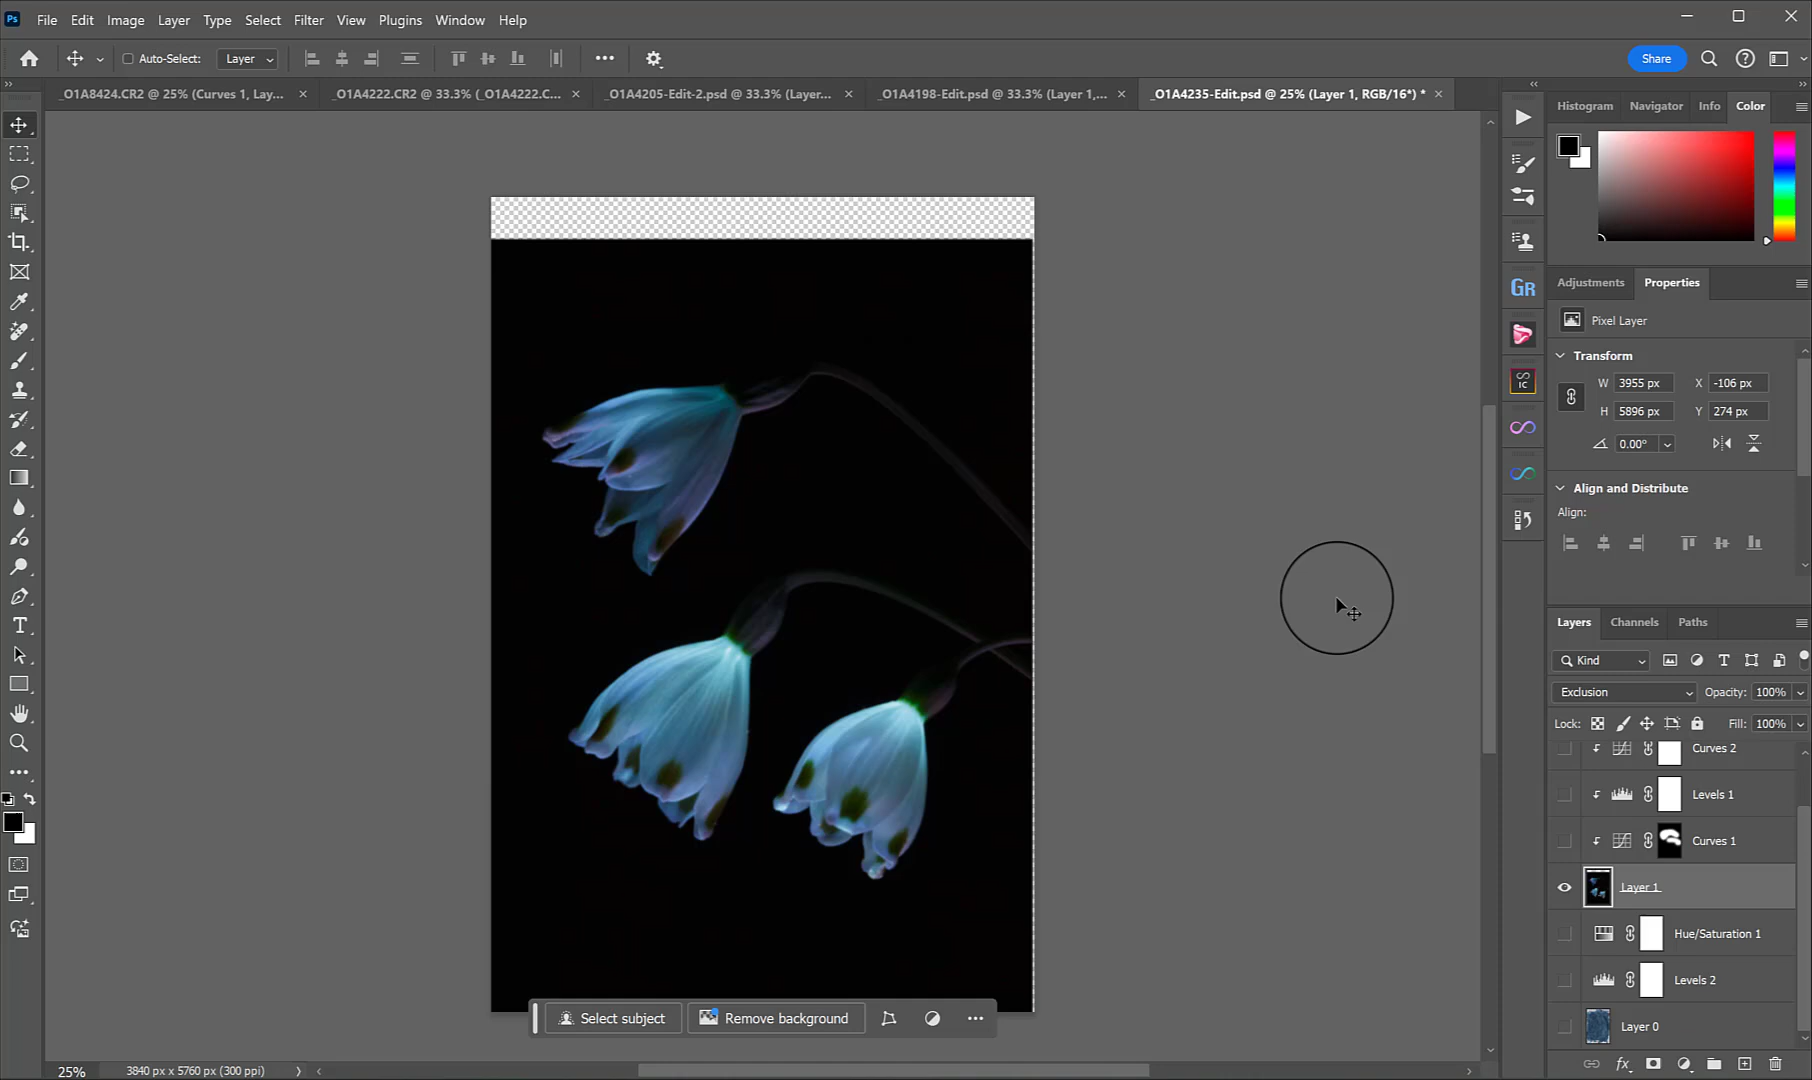 Ps File Edit Image Layer Type Select Filter View Plugins Window Help
Auto-Select: Layer Share
_O1A8424.CR2 @ 25% (Curves 1, Lay... _O1A4222.CR2 @ 33.3% (_O1A4222.C... _O1A4205-Edit-2.psd @ 33.3% (Layer... _O1A4198-Edit.psd @ 33.3% (Layer 1,... _O1A4235-Edit.psd @ 25% (Layer 1, RGB/16*) *
Histogram Navigator Info Color
GR
IC
Adjustments Properties
Pixel Layer
Transform
W 3955 px X -106 px
H 5896 px Y 274 px
0.00°
Align and Distribute
Align:
Layers Channels Paths
Kind
Exclusion Opacity: 100%
Lock: Fill: 100%
Curves 2
Levels 1
Curves 1
Layer 1
Hue/Saturation 1
Levels 2
Layer 0
fx
Select subject Remove background
25% 3840 px x 5760 px (300 ppi)